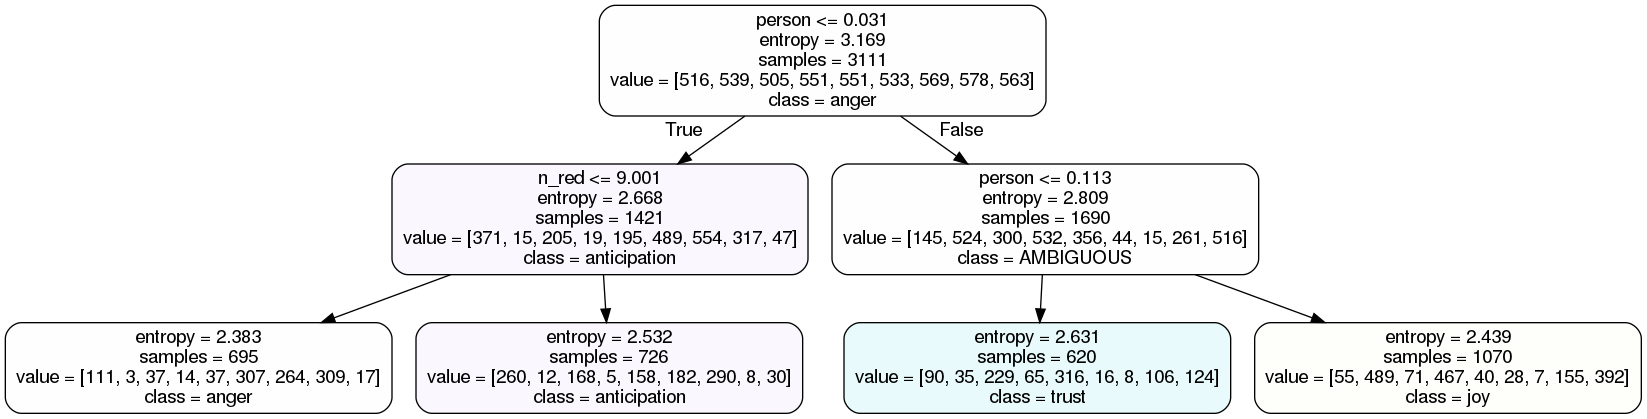 person <= 0.031
entropy = 3.169
samples = 3111
value = [516, 539, 505, 551, 551, 533, 569, 578, 563]
class = anger
True
False
n_red <= 9.001
entropy = 2.668
samples = 1421
value = [371, 15, 205, 19, 195, 489, 554, 317, 47]
class = anticipation
person <= 0.113
entropy = 2.809
samples = 1690
value = [145, 524, 300, 532, 356, 44, 15, 261, 516]
class = AMBIGUOUS
entropy = 2.383
samples = 695
value = [111, 3, 37, 14, 37, 307, 264, 309, 17]
class = anger
entropy = 2.532
samples = 726
value = [260, 12, 168, 5, 158, 182, 290, 8, 30]
class = anticipation
entropy = 2.631
samples = 620
value = [90, 35, 229, 65, 316, 16, 8, 106, 124]
class = trust
entropy = 2.439
samples = 1070
value = [55, 489, 71, 467, 40, 28, 7, 155, 392]
class = joy